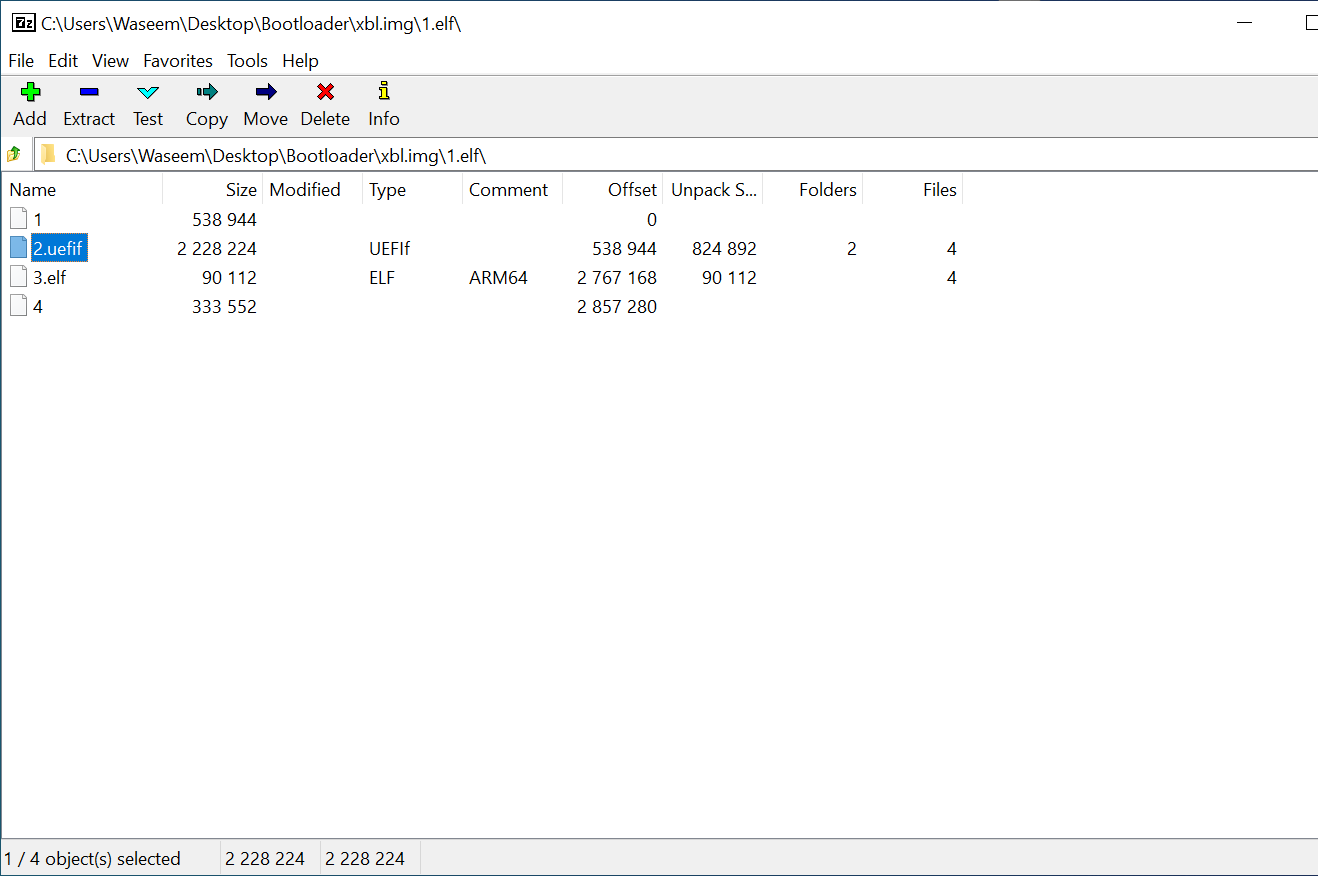 7z C:\Users\Waseem\Desktop\Bootloader\xbl.img\1.elf\
File Edit View Favorites Tools Help
Add Extract Test Copy Move Delete Info
C:\Users\Waseem\Desktop\Bootloader\xbl.img\1.elf\
Name Size Modified Type Comment Offset Unpack S... Folders Files
1 538 944 0
2.uefif 2 228 224 UEFIf 538 944 824 892 2 4
3.elf 90 112 ELF ARM64 2 767 168 90 112 4
4 333 552 2 857 280
1 / 4 object(s) selected 2 228 224 2 228 224